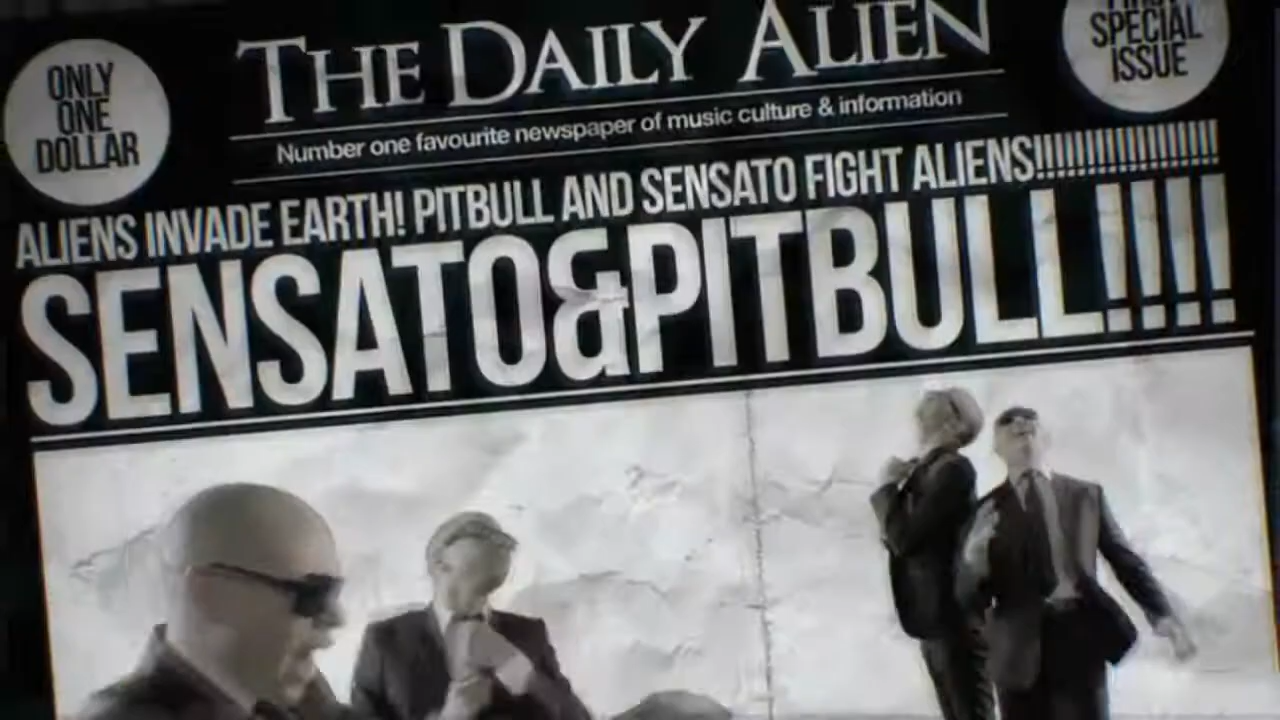 ONLY
ONE
DOLLAR
THE DAILY ALIEN
Number one favourite newspaper of music culture & information
SPECIAL
ISSUE
ALIENS INVADE EARTH! PITBULL AND SENSATO FIGHT ALIENS!!!!!!!!!!!!!!!!!!!
SENSATO&PITBULL!!!!